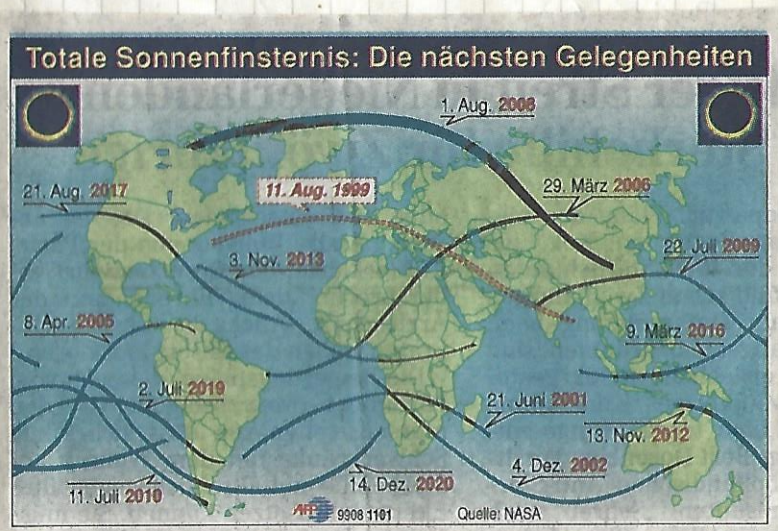 Totale Sonnenfinsternis: Die nächsten Gelegenheiten
1. Aug. 2008
21. Aug. 2017
11. Aug. 1999
29. März 2006
3. Nov. 2013
22. Juli 2009
8. Apr. 2005
9. März 2016
2. Juli 2019
21. Juni 2001
13. Nov. 2012
4. Dez. 2002
11. Juli 2010
14. Dez. 2020
AFP
9908 1101
Quelle: NASA